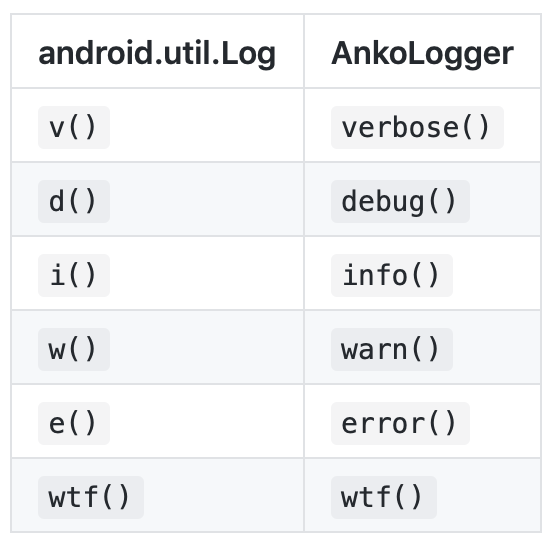 android.util.Log AnkoLogger
v() verbose()
d() debug()
i() info()
w() warn()
e() error()
wtf() wtf()